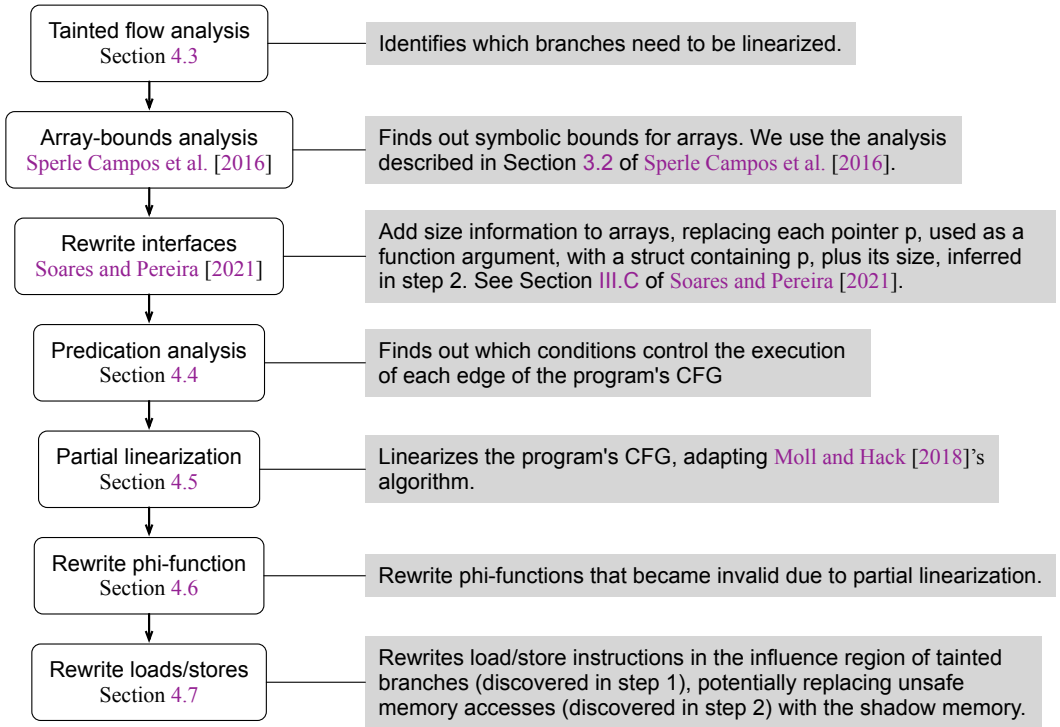 Tainted flow analysis
Section 4.3
Identifies which branches need to be linearized.
Array-bounds analysis
Sperle Campos et al. [2016]
Finds out symbolic bounds for arrays. We use the analysis
described in Section 3.2 of Sperle Campos et al. [2016].
Rewrite interfaces
Soares and Pereira [2021]
Add size information to arrays, replacing each pointer p, used as a
function argument, with a struct containing p, plus its size, inferred
in step 2. See Section III.C of Soares and Pereira [2021].
Predication analysis
Section 4.4
Finds out which conditions control the execution
of each edge of the program's CFG
Partial linearization
Section 4.5
Linearizes the program's CFG, adapting Moll and Hack [2018]’s
algorithm.
Rewrite phi-function
Section 4.6
Rewrite phi-functions that became invalid due to partial linearization.
Rewrite loads/stores
Section 4.7
Rewrites load/store instructions in the influence region of tainted
branches (discovered in step 1), potentially replacing unsafe
memory accesses (discovered in step 2) with the shadow memory.